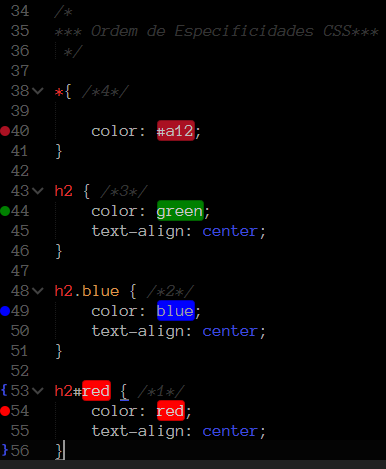 34 /*
35 *** Ordem de Especificidades CSS***
36 */
37
38 *{ /*4*/
39
40 color: #a12;
41 }
42
43 h2 { /*3*/
44 color: green;
45 text-align: center;
46 }
47
48 h2.blue { /*2*/
49 color: blue;
50 text-align: center;
51 }
52
{53 h2#red { /*1*/
54 color: red;
55 text-align: center;
}56 }